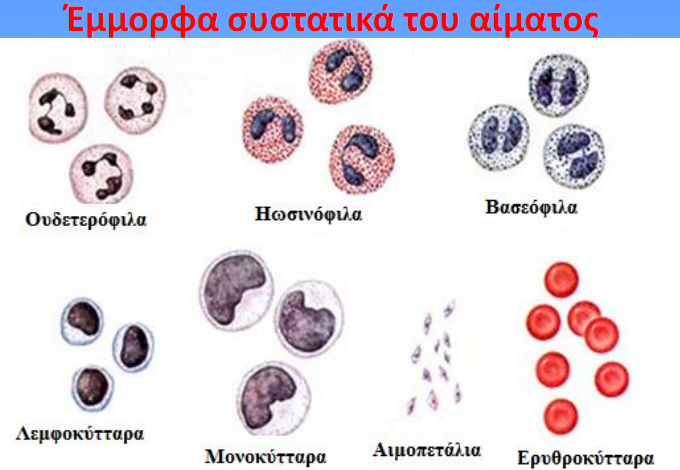 Έμμορφα συστατικά του αίματος
Ουδετερόφιλα
Ηωσινόφιλα
Βασεόφιλα
Λεμφοκύτταρα
Μονοκύτταρα
Αιμοπετάλια
Ερυθροκύτταρα